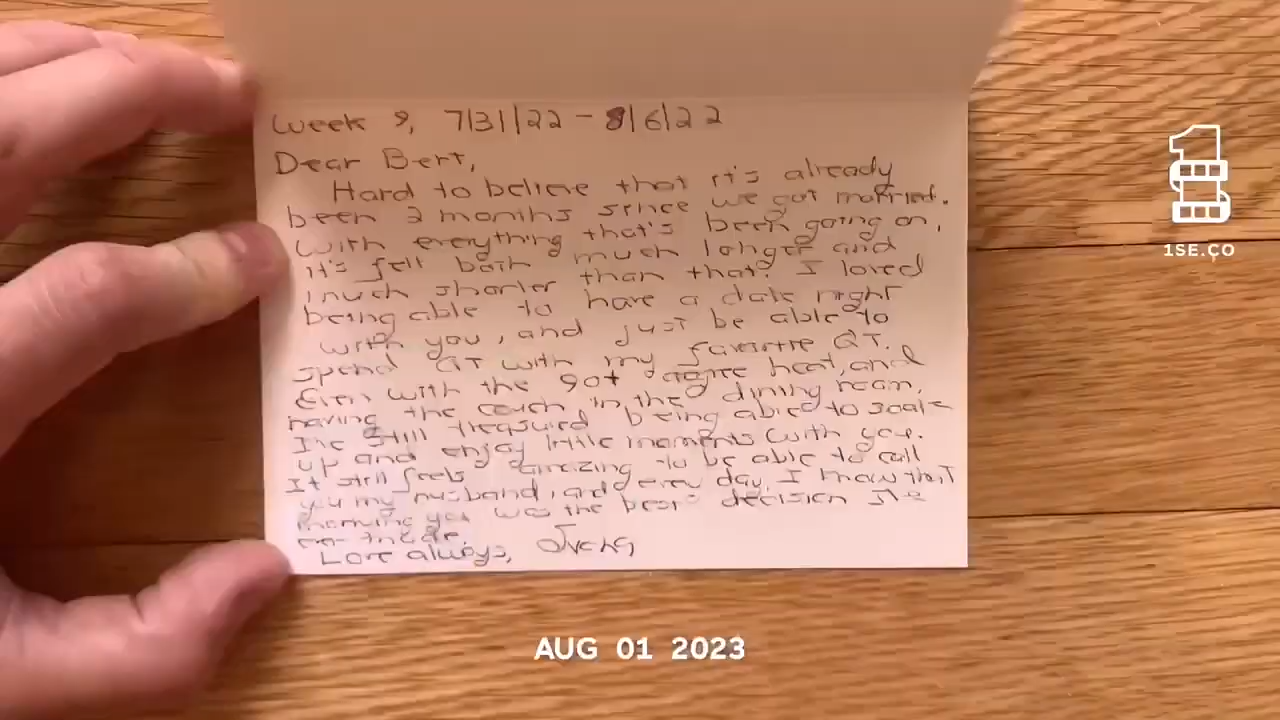 Week 9, 7/31/22 - 8/6/22
Dear Bert,
Hard to believe that it's already
been 2 months since we got married.
With everything that's been going on,
it's felt both much longer and
much shorter than that. I loved
being able to have a date night
with you, and just be able to
spend QT with my favorite QT.
Even with the 90+ degree heat, and
having the couch in the dining room,
I've still treasured being able to soak
up and enjoy little moments with you.
It still feels amazing to be able to call
you my husband, and every day, I know that
marrying you was the best decision I've
ever made.
Love always,
1SE.CO
AUG 01 2023